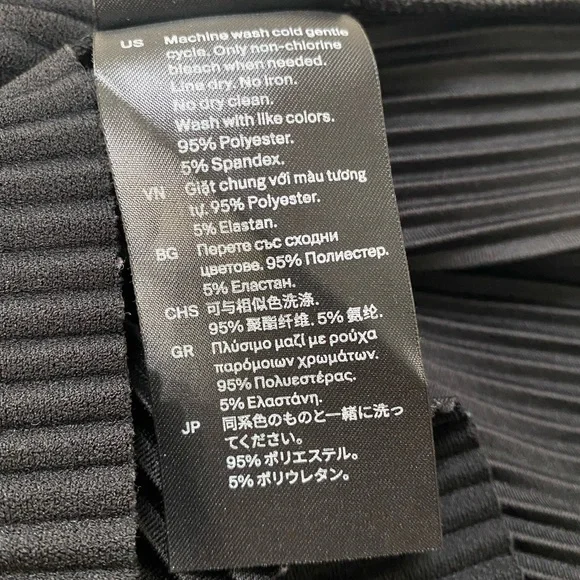 US Machine wash cold gentle
cycle. Only non-chlorine
bleach when needed.
Line dry. No iron.
No dry clean.
Wash with like colors.
95% Polyester.
5% Spandex.
VN Giặt chung với màu tương
tự. 95% Polyester.
5% Elastan.
BG Перете със сходни
цветове. 95% Полиестер.
5% Еластан.
CHS 可与相似色洗涤.
95% 聚酯纤维. 5% 氨纶.
GR Πλύσιμο μαζί με ρούχα
παρόμοιων χρωμάτων.
95% Πολυεστέρας.
5% Ελαστάνη.
JP 同系色のものと一緒に洗っ
てください。
95% ポリエステル.
5% ポリウレタン.